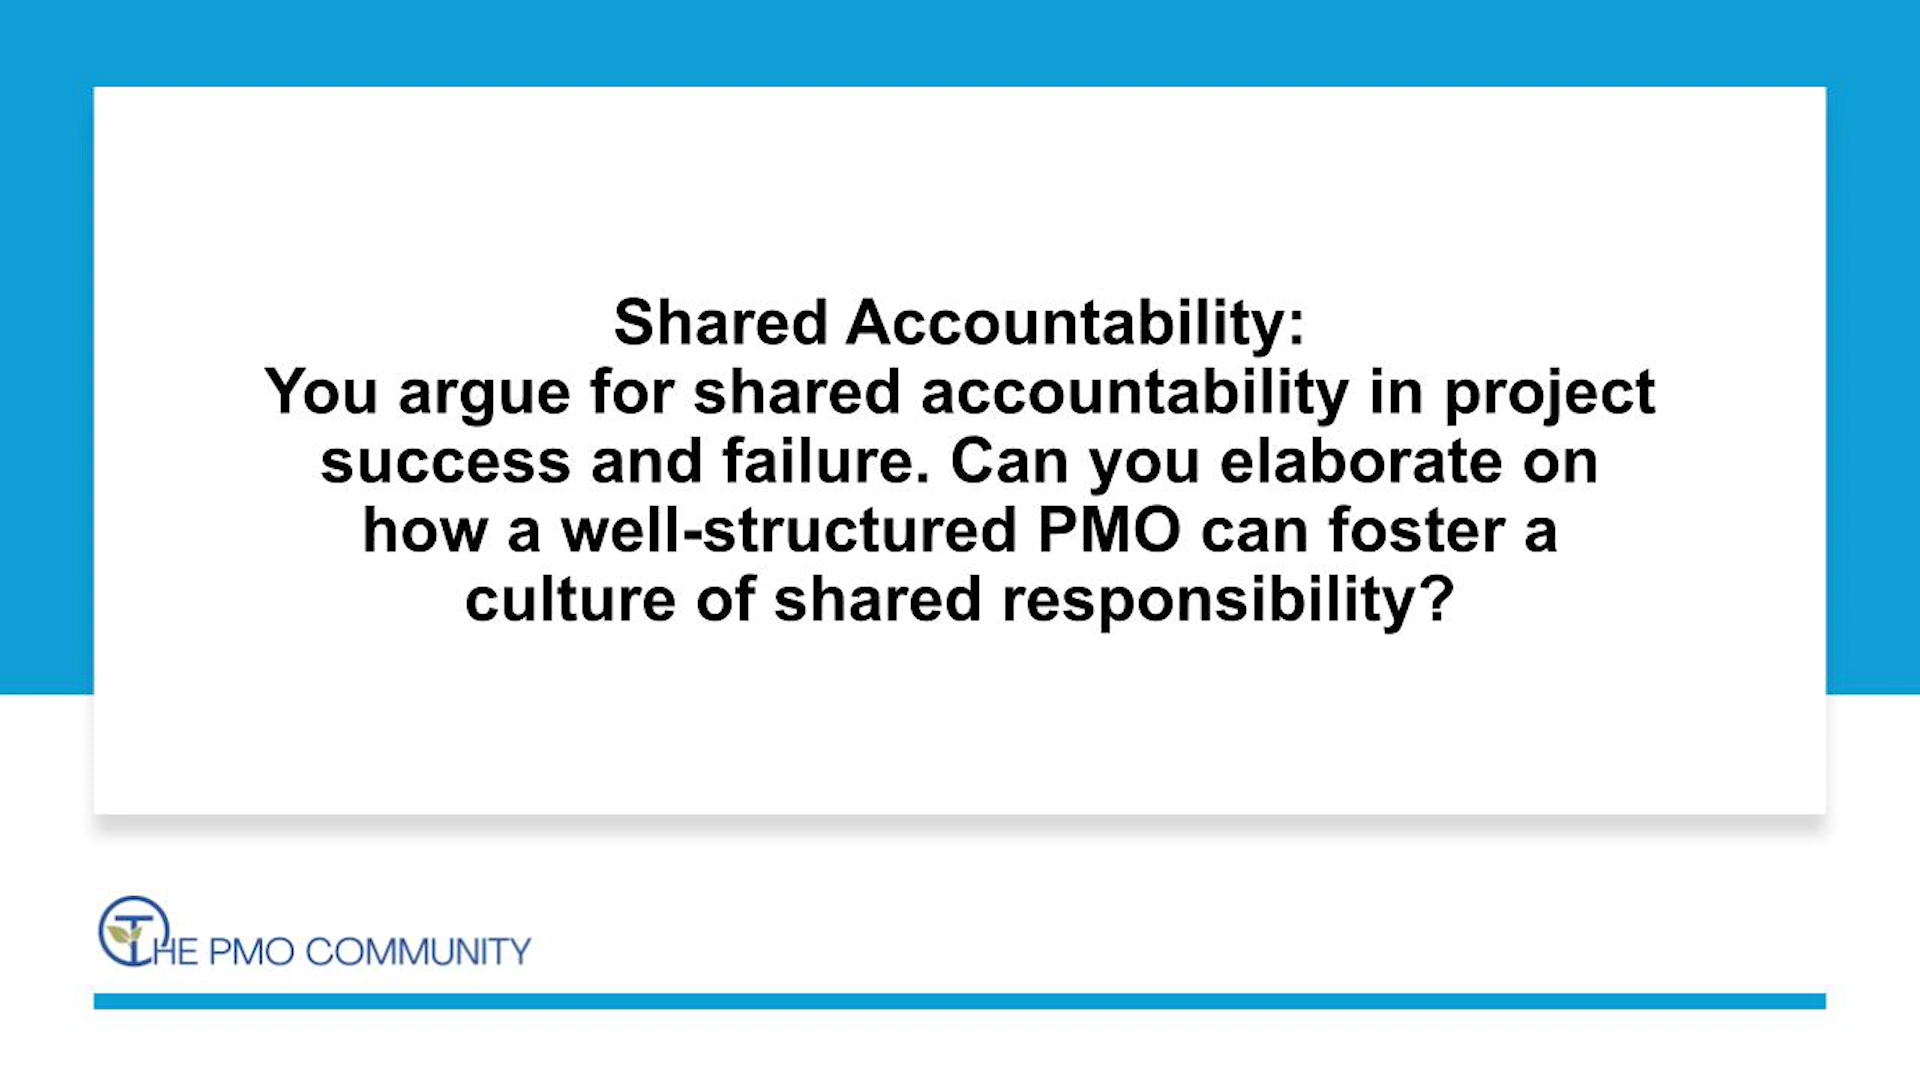 Shared Accountability:
You argue for shared accountability in project
success and failure. Can you elaborate on
how a well-structured PMO can foster a
culture of shared responsibility?
THE PMO COMMUNITY